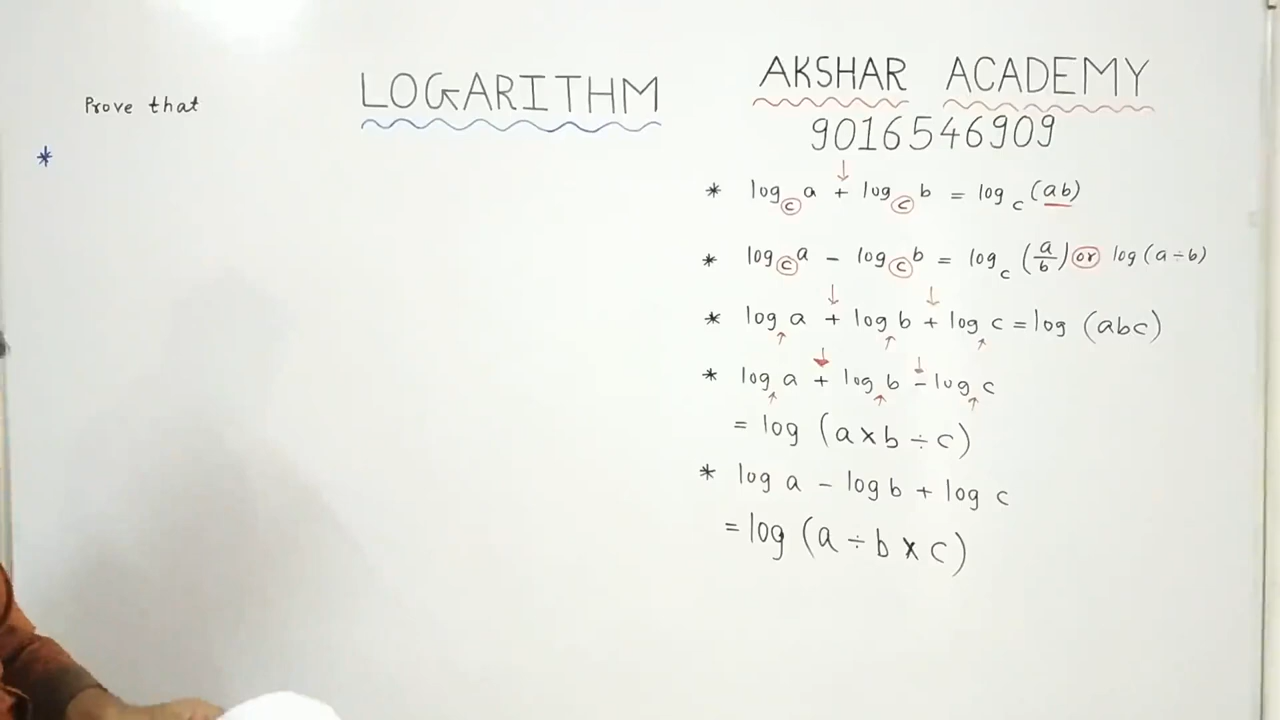 Prove that
*
LOGARITHM
AKSHAR ACADEMY
9016546909
* log_c a + log_c b = log_c (ab)
* log_c a - log_c b = log_c (a/b) or log (a ÷ b)
* log a + log b + log c = log (abc)
* log a + log b - log c
= log (a × b ÷ c)
* log a - log b + log c
= log (a ÷ b × c)